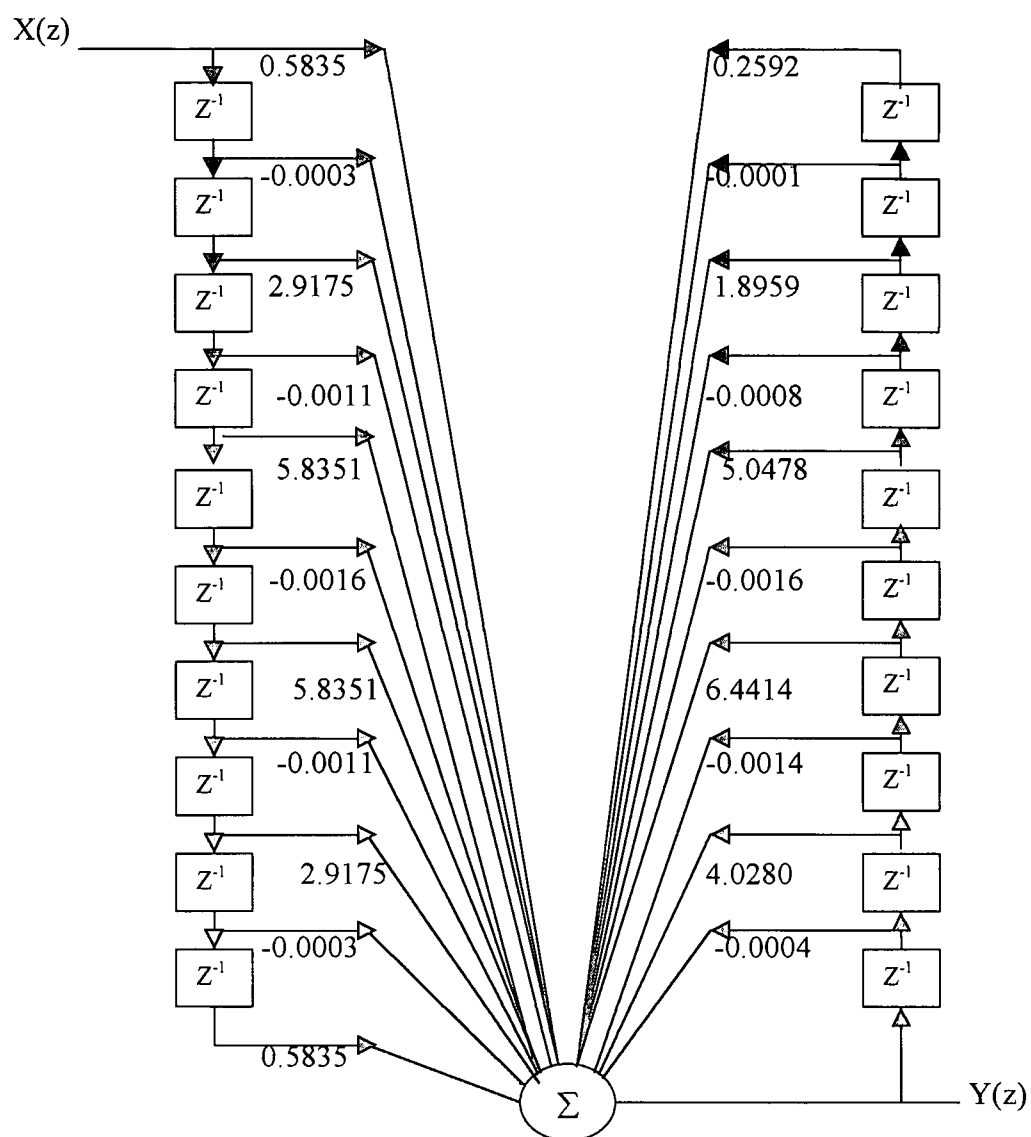 X(z)
0.5835
0.2592
Z-1
Z-1
-0.0003
-0.0001
Z-1
Z-1
2.9175
1.8959
Z-1
Z-1
-0.0011
-0.0008
Z-1
Z-1
5.8351
5.0478
Z-1
Z-1
-0.0016
-0.0016
Z-1
Z-1
5.8351
6.4414
Z-1
Z-1
-0.0011
-0.0014
Z-1
Z-1
2.9175
4.0280
Z-1
Z-1
-0.0003
-0.0004
Z-1
Z-1
0.5835
Σ
Y(z)